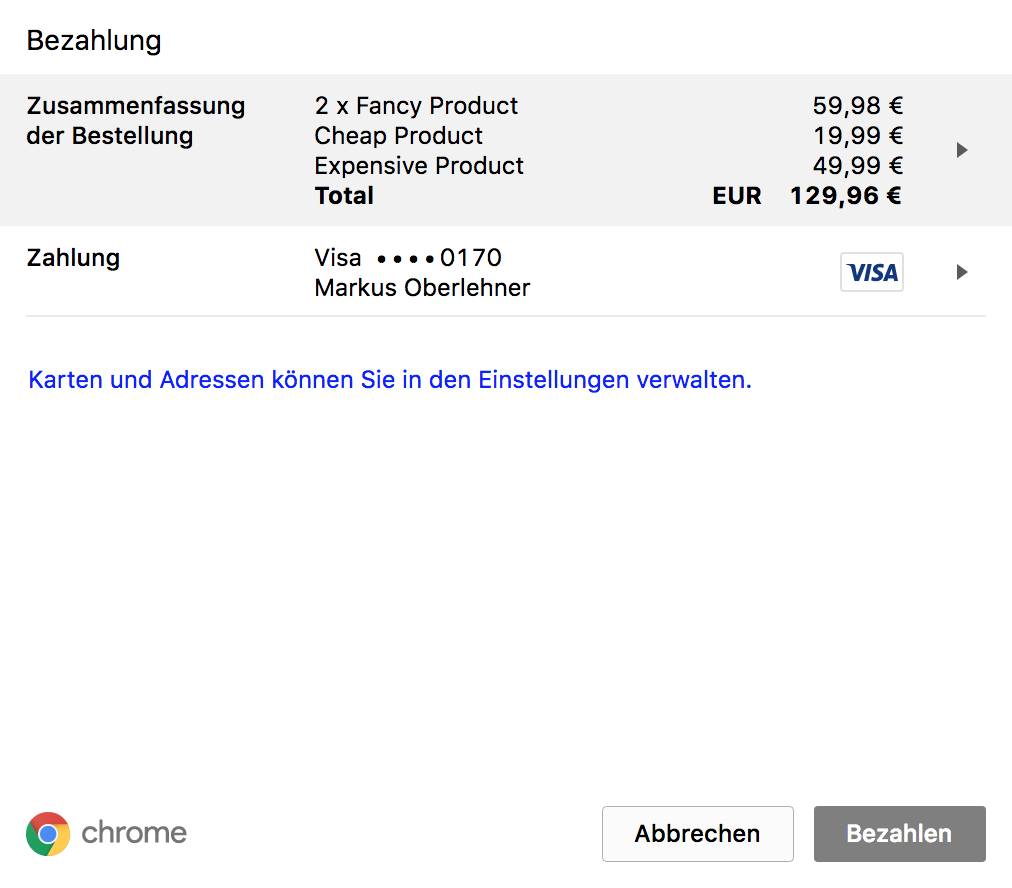 Bezahlung
Zusammenfassung der Bestellung
2 x Fancy Product 59,98 €
Cheap Product 19,99 €
Expensive Product 49,99 €
Total EUR 129,96 €
Zahlung
Visa ••••0170
Markus Oberlehner
VISA
Karten und Adressen können Sie in den Einstellungen verwalten.
chrome
Abbrechen
Bezahlen